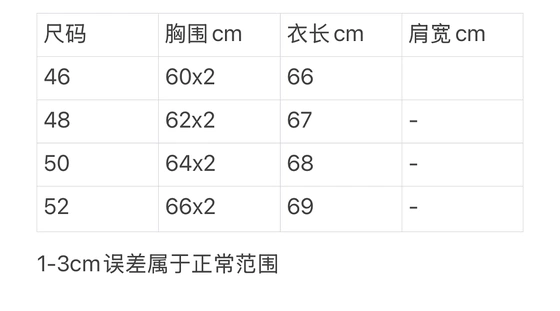 尺码 胸围cm 衣长cm 肩宽cm
46 60x2 66
48 62x2 67 -
50 64x2 68 -
52 66x2 69 -
1-3cm误差属于正常范围